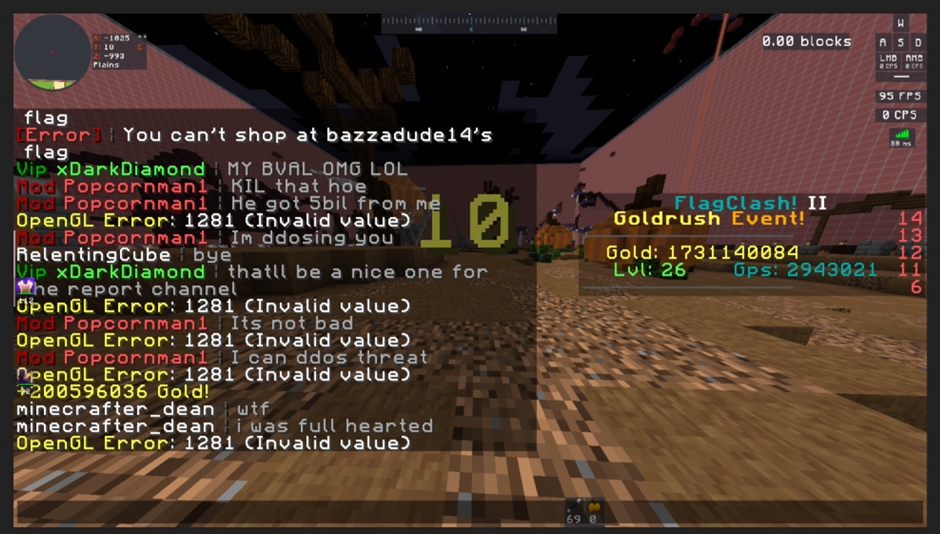 X: -1025 ++
Y: 10 E
Z: -993
Plains
NE E SE
0.00 blocks
W
A S D
LMB RMB
0 CPS 0 CPS
95 FPS
0 CPS
88 ms
flag
[Error] | You can't shop at bazzadude14's
flag
Vip xDarkDiamond | MY BVAL OMG LOL
Mod Popcornman1 | KIL that hoe
Mod Popcornman1 | He got 5bil from me
OpenGL Error: 1281 (Invalid value)
Mod Popcornman1 | Im ddosing you
RelentingCube | bye
Vip xDarkDiamond | thatll be a nice one for
he report channel
OpenGL Error: 1281 (Invalid value)
Mod Popcornman1 | Its not bad
OpenGL Error: 1281 (Invalid value)
Mod Popcornman1 | I can ddos threat
OpenGL Error: 1281 (Invalid value)
+200596036 Gold!
minecrafter_dean | wtf
minecrafter_dean | i was full hearted
OpenGL Error: 1281 (Invalid value)
10
FlagClash! II
Goldrush Event! 14
13
Gold: 1731140084 12
Lvl: 26 Gps: 2943021 11
6
69 0